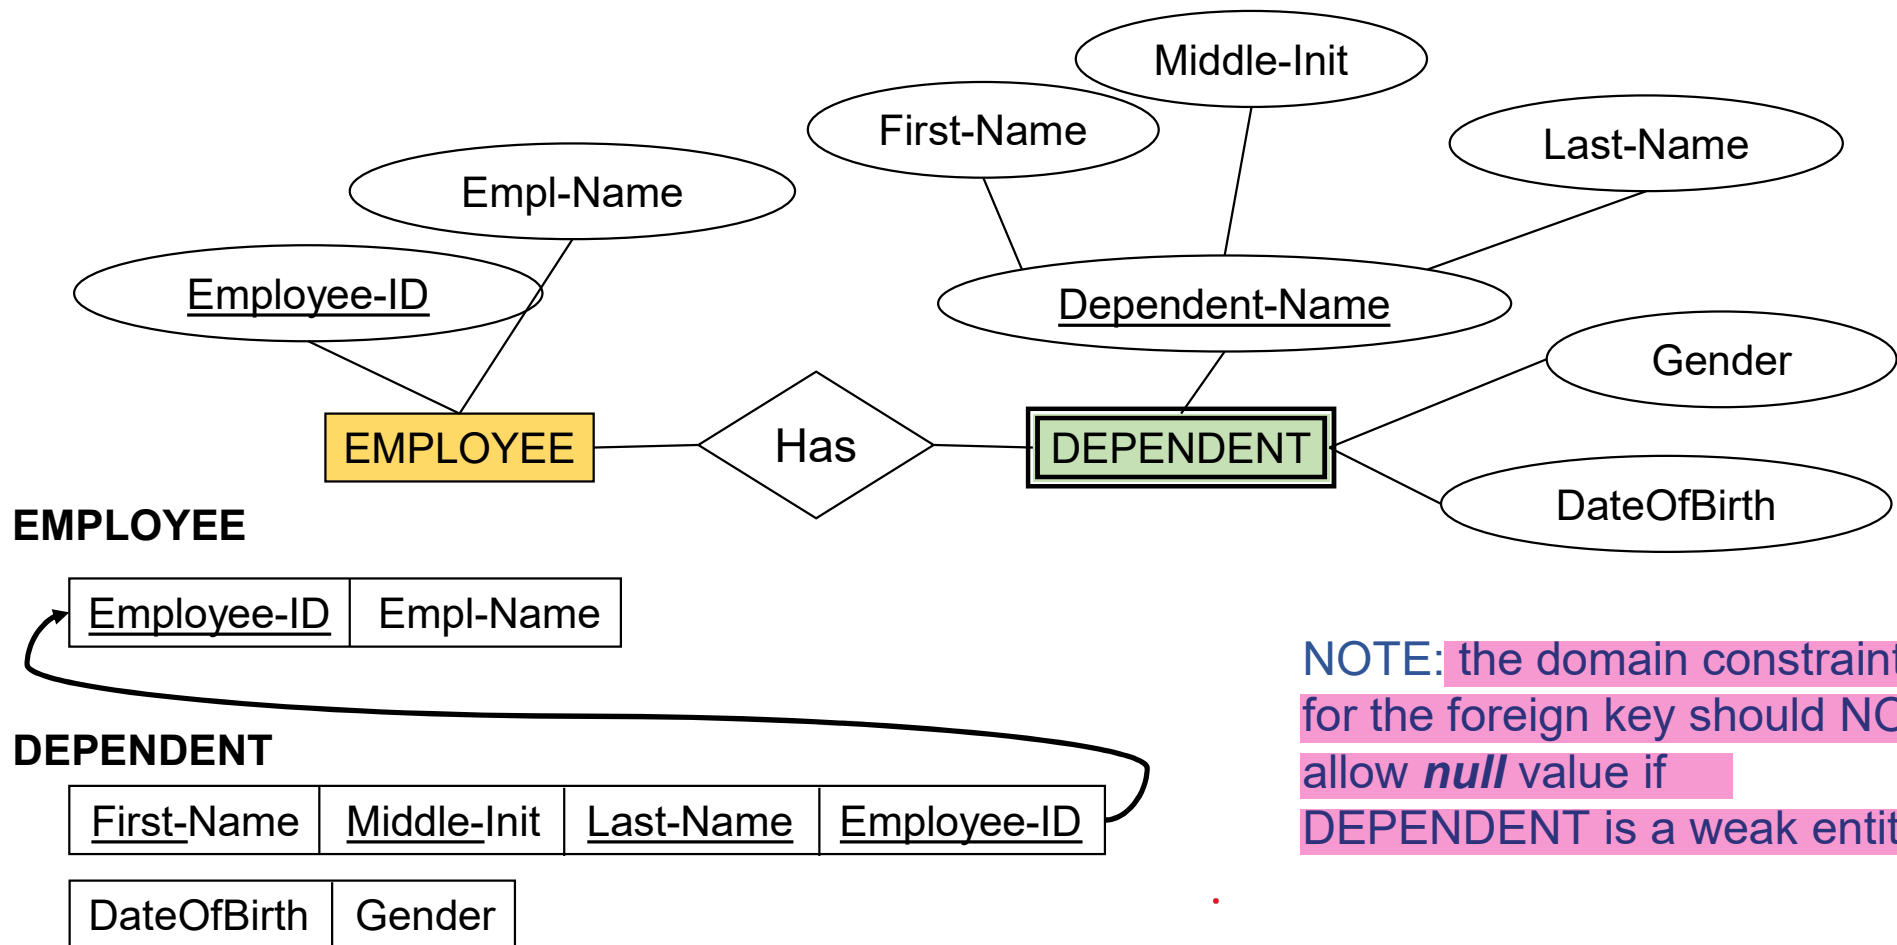 Middle-Init
First-Name
Last-Name
Empl-Name
Employee-ID
Dependent-Name
Gender
EMPLOYEE
Has
DEPENDENT
DateOfBirth
EMPLOYEE
Employee-ID Empl-Name
NOTE: the domain constraint
for the foreign key should NO
allow null value if
DEPENDENT is a weak entit
DEPENDENT
First-Name Middle-Init Last-Name Employee-ID
DateOfBirth Gender